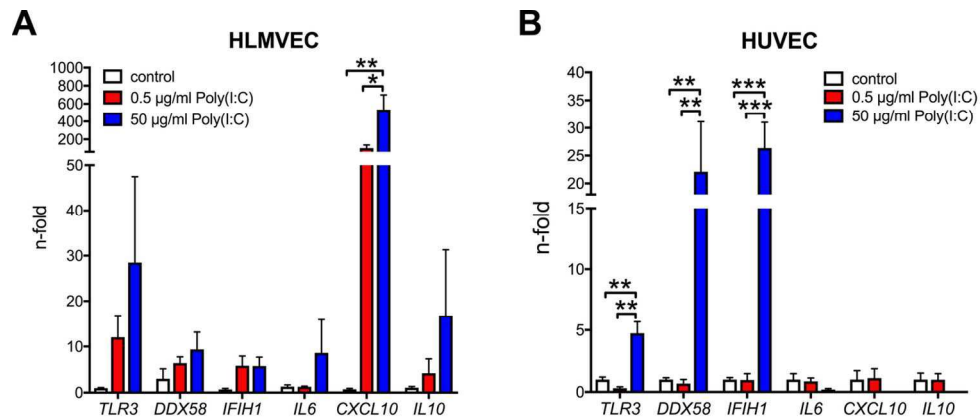 A
HLMVEC
n-fold
1000
800
600
400
200
50
40
30
20
10
0
control
0.5 µg/ml Poly(I:C)
50 µg/ml Poly(I:C)
**
*
TLR3 DDX58 IFIH1 IL6 CXCL10 IL10
B
HUVEC
n-fold
40
35
30
25
20
15
10
5
0
control
0.5 µg/ml Poly(I:C)
50 µg/ml Poly(I:C)
** ***
** ***
**
**
TLR3 DDX58 IFIH1 IL6 CXCL10 IL10